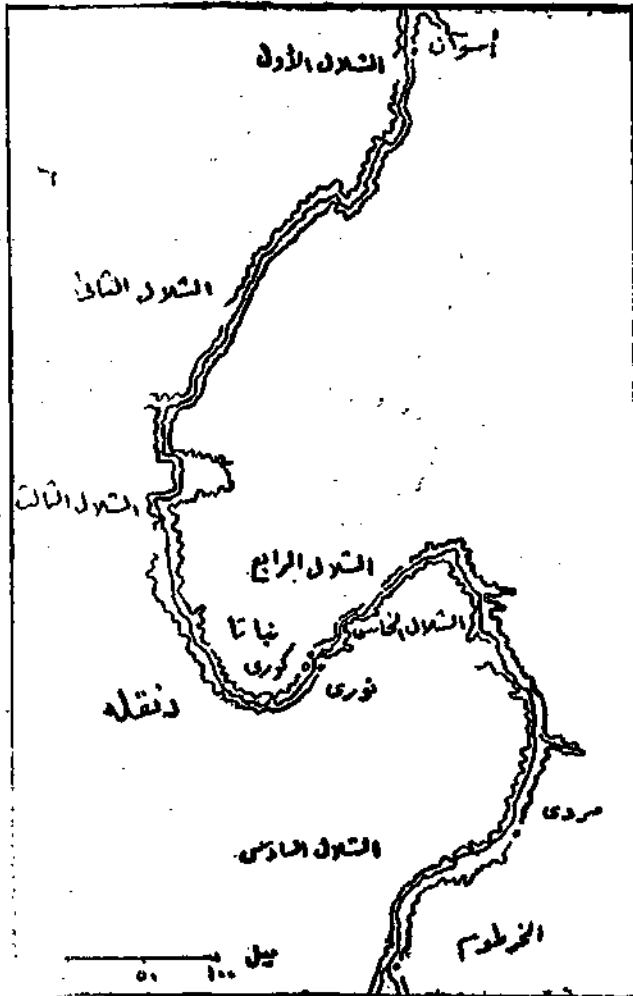 أسوان
الشلال الأول
الشلال الثانى
الشلال الثالث
الشلال الرابع
الشلال الخامس
نباتا
كورى
نورى
دنقله
مروى
الشلال السادس
الخرطوم
ميل
١٠٠
٥٠